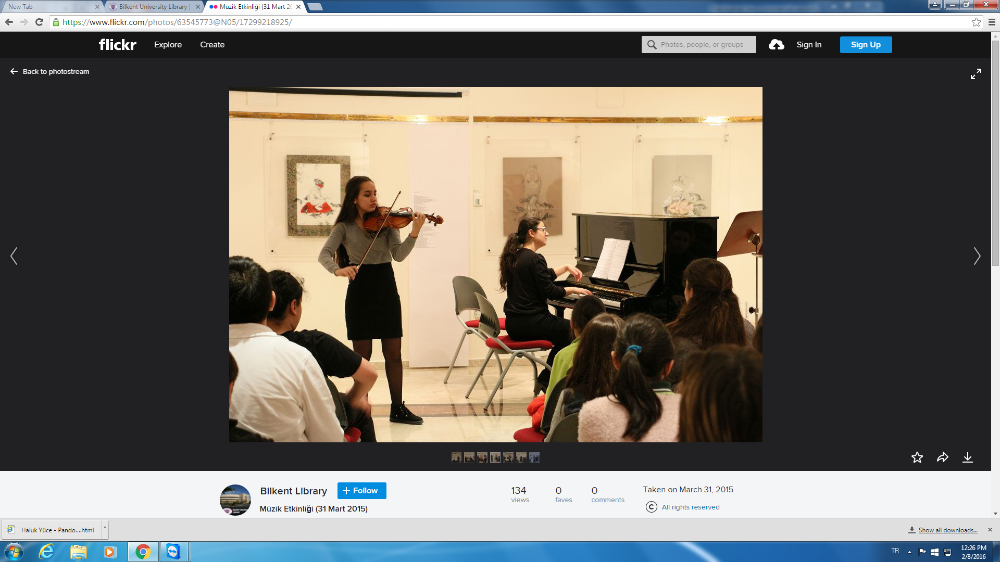 New Tab
Bilkent University Library |
Müzik Etkinliği (31 Mart 20
https://www.flickr.com/photos/63545773@N05/17299218925/
flickr
Explore
Create
Photos, people, or groups
Sign In
Sign Up
Back to photostream
Bilkent Library
Follow
Müzik Etkinliği (31 Mart 2015)
134
views
0
faves
0
comments
Taken on March 31, 2015
All rights reserved
Haluk Yüce - Pando....html
Show all downloads...
TR
12:26 PM
2/8/2016